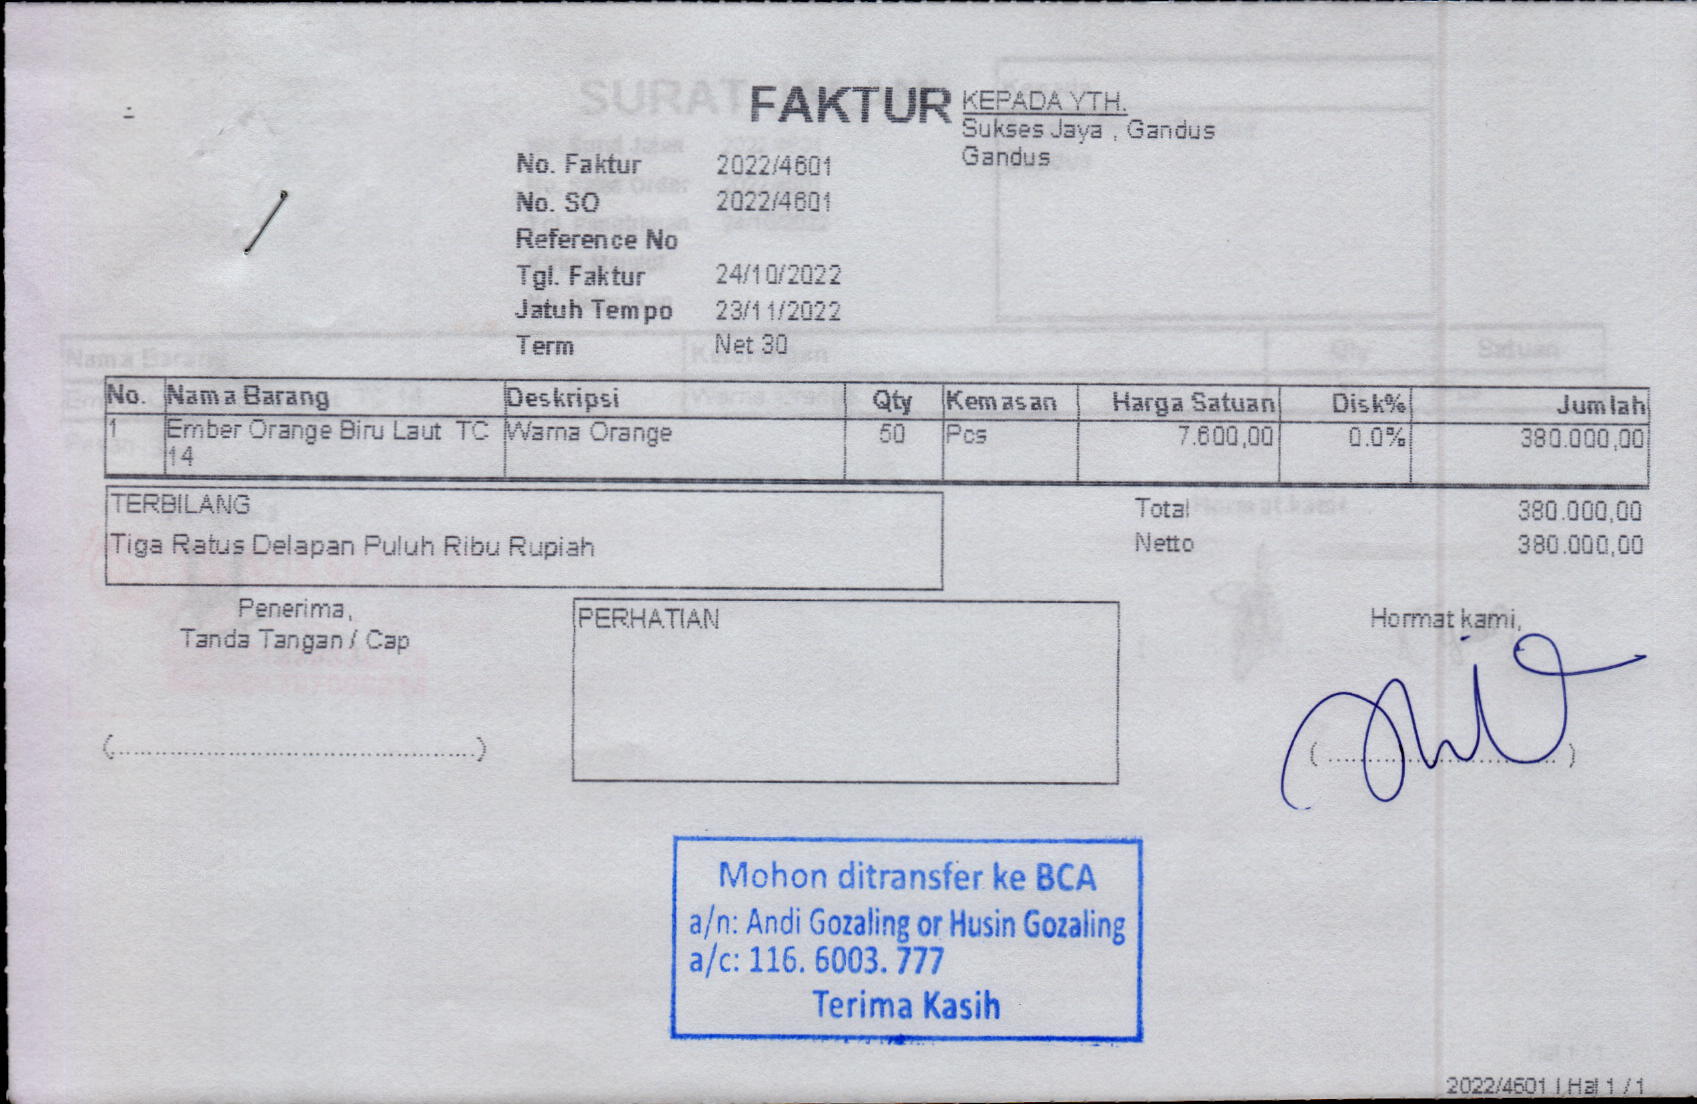 FAKTUR
KEPADA YTH.
Sukses Jaya , Gandus
Gandus
No. Faktur 2022/4601
No. SO 2022/4601
Reference No
Tgl. Faktur 24/10/2022
Jatuh Tempo 23/11/2022
Term Net 30
No. Nama Barang Deskripsi Qty Kemasan Harga Satuan Disk% Jumlah
1 Ember Orange Biru Laut TC Warna Orange 50 Pcs 7.600,00 0.0% 380.000,00
14
TERBILANG
Tiga Ratus Delapan Puluh Ribu Rupiah
Total 380.000,00
Netto 380.000,00
Penerima,
Tanda Tangan / Cap
PERHATIAN
Hormat kami,
Mohon ditransfer ke BCA
a/n: Andi Gozaling or Husin Gozaling
a/c: 116. 6003. 777
Terima Kasih
2022/4601 | Hal 1 / 1